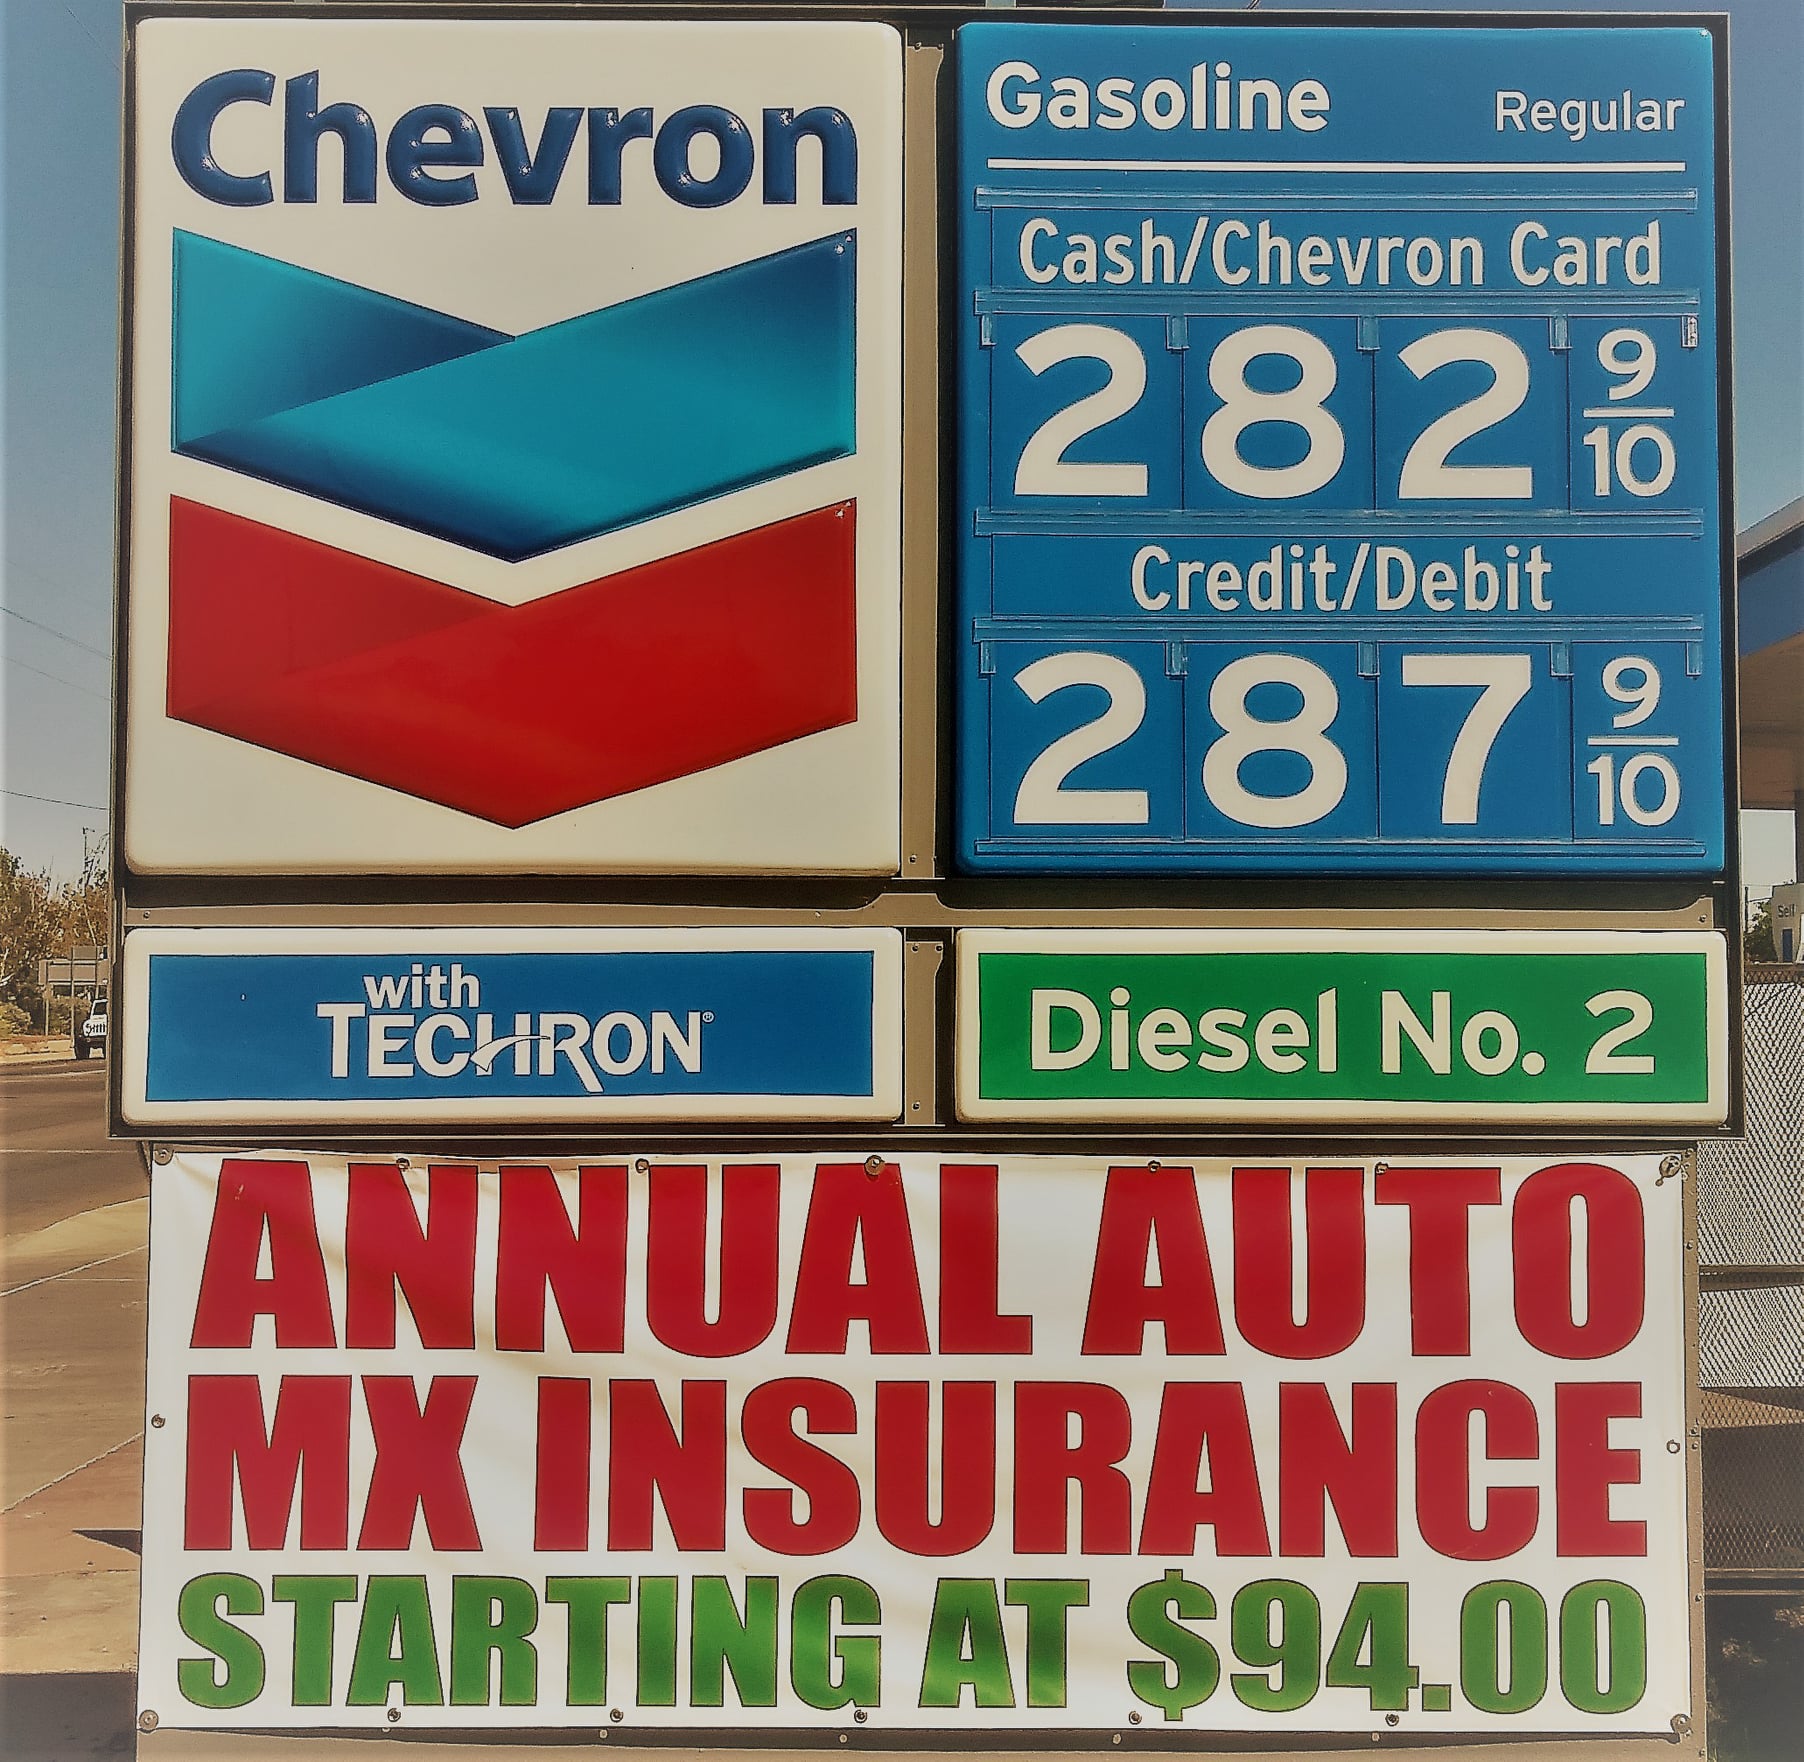 Chevron
Gasoline Regular
Cash/Chevron Card
282 9/10
Credit/Debit
287 9/10
with
TECHRON®
Diesel No. 2
ANNUAL AUTO
MX INSURANCE
STARTING AT $94.00
Sell